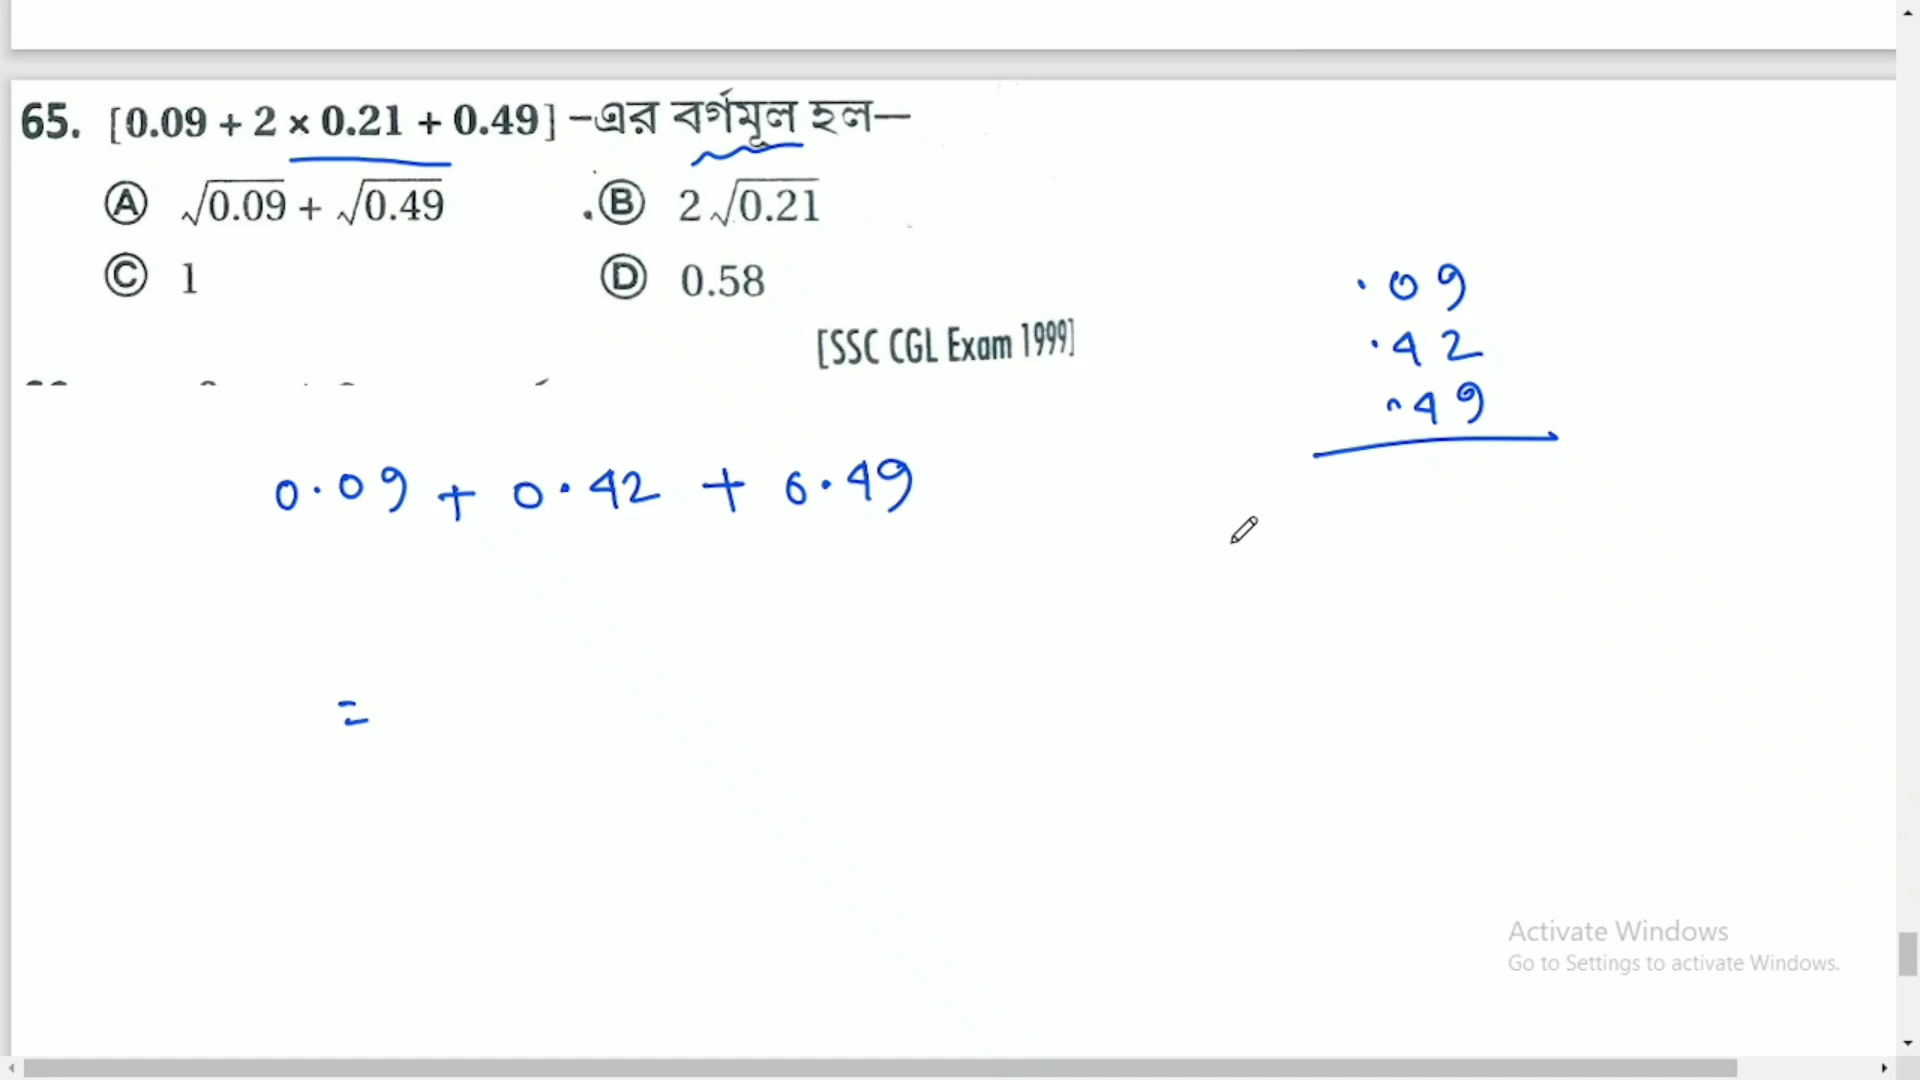 65. [0.09 + 2 × 0.21 + 0.49] –এর বর্গমূল হল—
Ⓐ √0.09 + √0.49 Ⓑ 2√0.21
Ⓒ 1 Ⓓ 0.58
[SSC CGL Exam 1999]
.09
.42
.49
0.09 + 0.42 + 0.49
=
Activate Windows
Go to Settings to activate Windows.